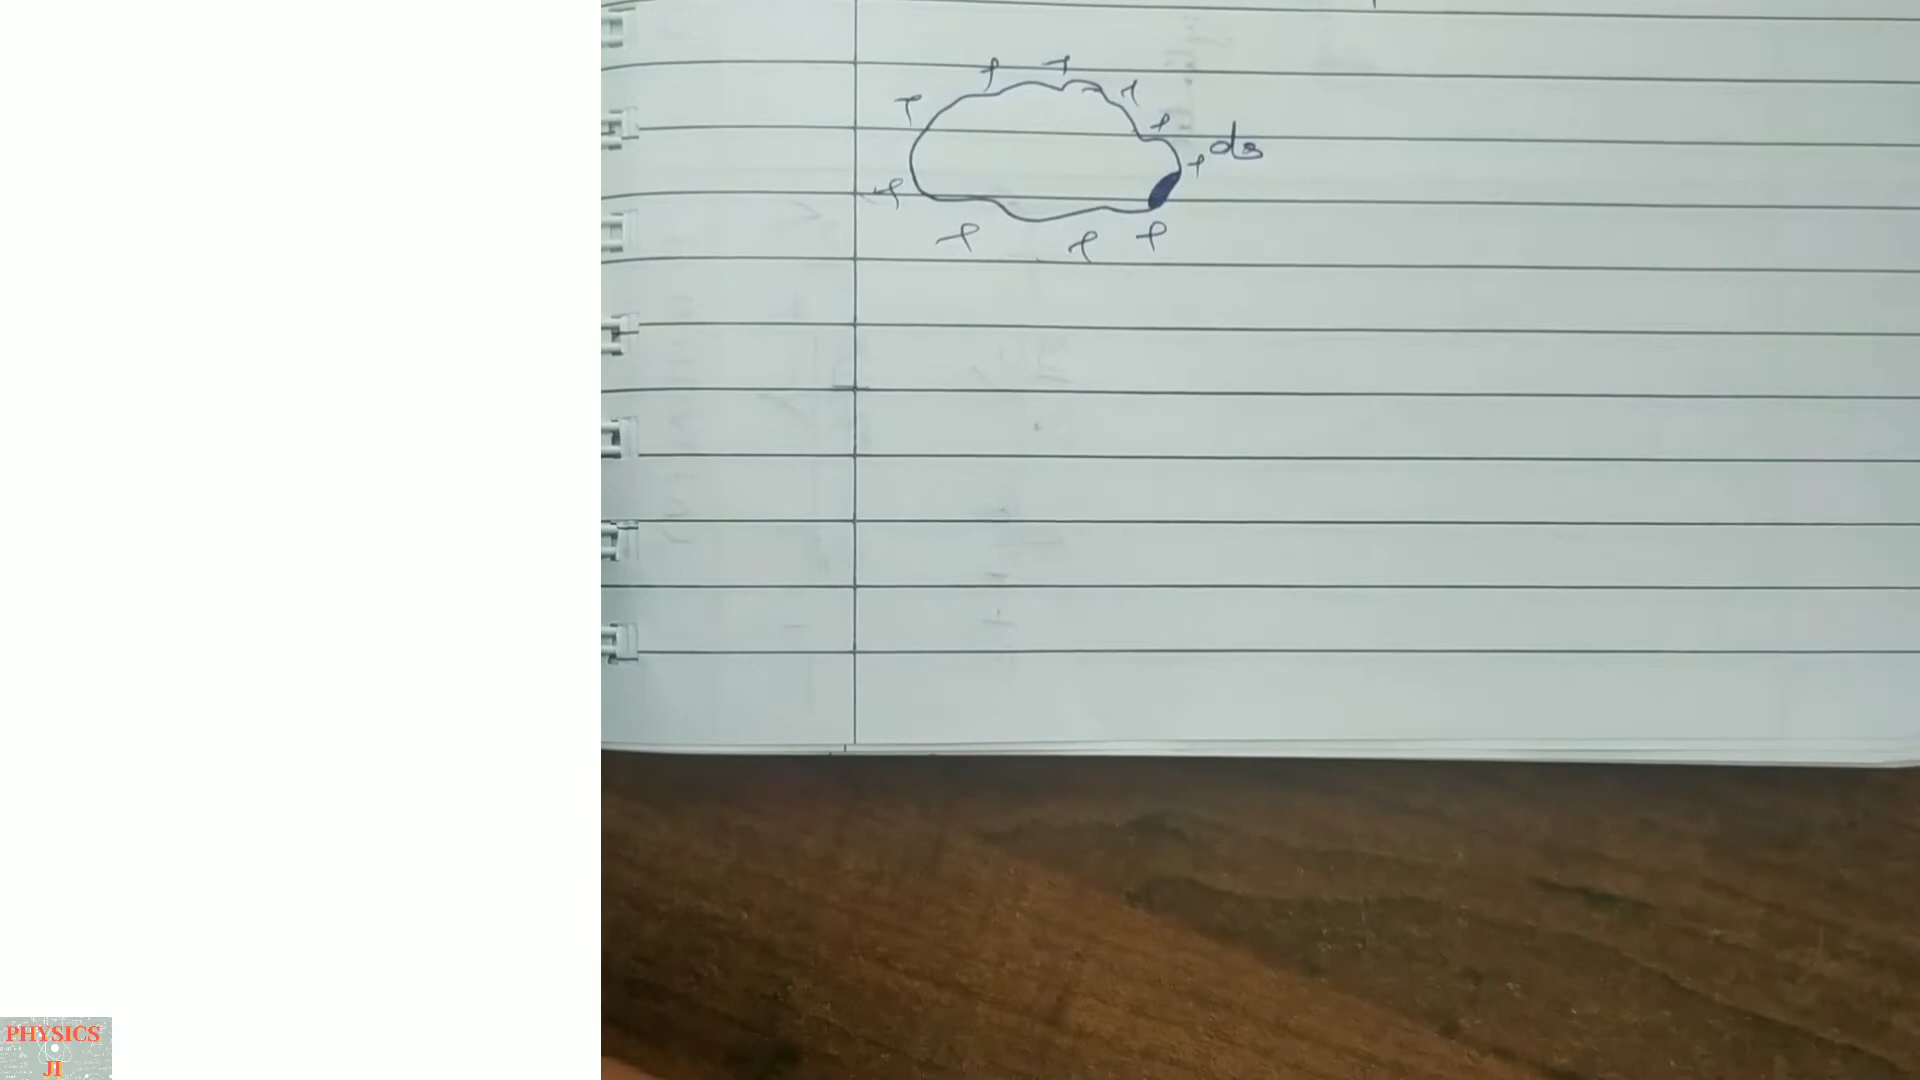 + + + + + + + + + + +
ds
PHYSICS
JI